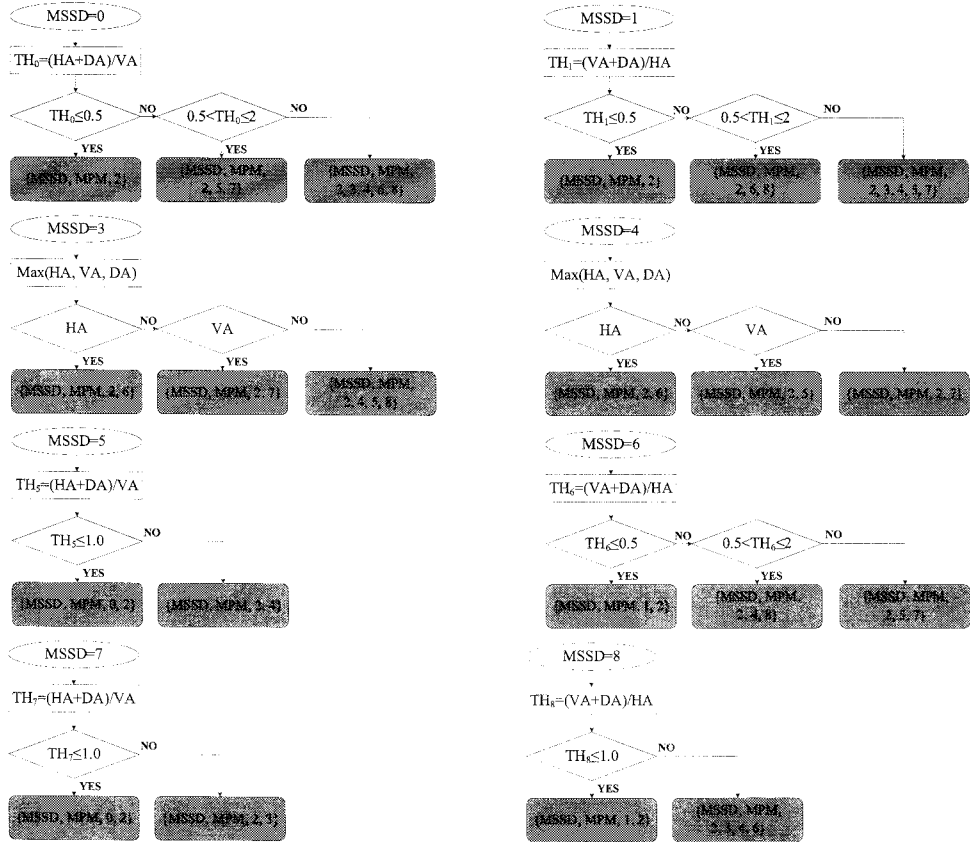 MSSD=0
TH₀=(HA+DA)/VA
TH₀≤0.5
NO
0.5<TH₀≤2
NO
YES
YES
{MSSD, MPM, 2}
{MSSD, MPM,
2, 5, 7}
{MSSD, MPM,
2, 3, 4, 6, 8}
MSSD=1
TH₁=(VA+DA)/HA
TH₁≤0.5
NO
0.5<TH₁≤2
NO
YES
YES
{MSSD, MPM, 2}
{MSSD, MPM,
2, 6, 8}
{MSSD, MPM,
2, 3, 4, 5, 7}
MSSD=3
Max(HA, VA, DA)
HA
NO
VA
NO
YES
YES
{MSSD, MPM, 2, 6}
{MSSD, MPM, 2, 7}
{MSSD, MPM,
2, 4, 5, 8}
MSSD=4
Max(HA, VA, DA)
HA
NO
VA
NO
YES
YES
{MSSD, MPM, 2, 6}
{MSSD, MPM, 2, 5}
{MSSD, MPM, 2, 7}
MSSD=5
TH₅=(HA+DA)/VA
TH₅≤1.0
NO
YES
{MSSD, MPM, 0, 2}
{MSSD, MPM, 2, 4}
MSSD=6
TH₆=(VA+DA)/HA
TH₆≤0.5
NO
0.5<TH₆≤2
NO
YES
YES
{MSSD, MPM, 1, 2}
{MSSD, MPM,
2, 4, 8}
{MSSD, MPM,
2, 5, 7}
MSSD=7
TH₇=(HA+DA)/VA
TH₇≤1.0
NO
YES
{MSSD, MPM, 0, 2}
{MSSD, MPM, 2, 3}
MSSD=8
TH₈=(VA+DA)/HA
TH₈≤1.0
NO
YES
{MSSD, MPM, 1, 2}
{MSSD, MPM,
2, 3, 4, 6}